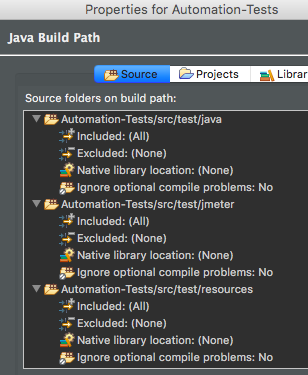 Properties for Automation-Tests
Java Build Path
Source Projects Librar
Source folders on build path:
Automation-Tests/src/test/java
Included: (All)
Excluded: (None)
Native library location: (None)
Ignore optional compile problems: No
Automation-Tests/src/test/jmeter
Included: (All)
Excluded: (None)
Native library location: (None)
Ignore optional compile problems: No
Automation-Tests/src/test/resources
Included: (All)
Excluded: (None)
Native library location: (None)
Ignore optional compile problems: No